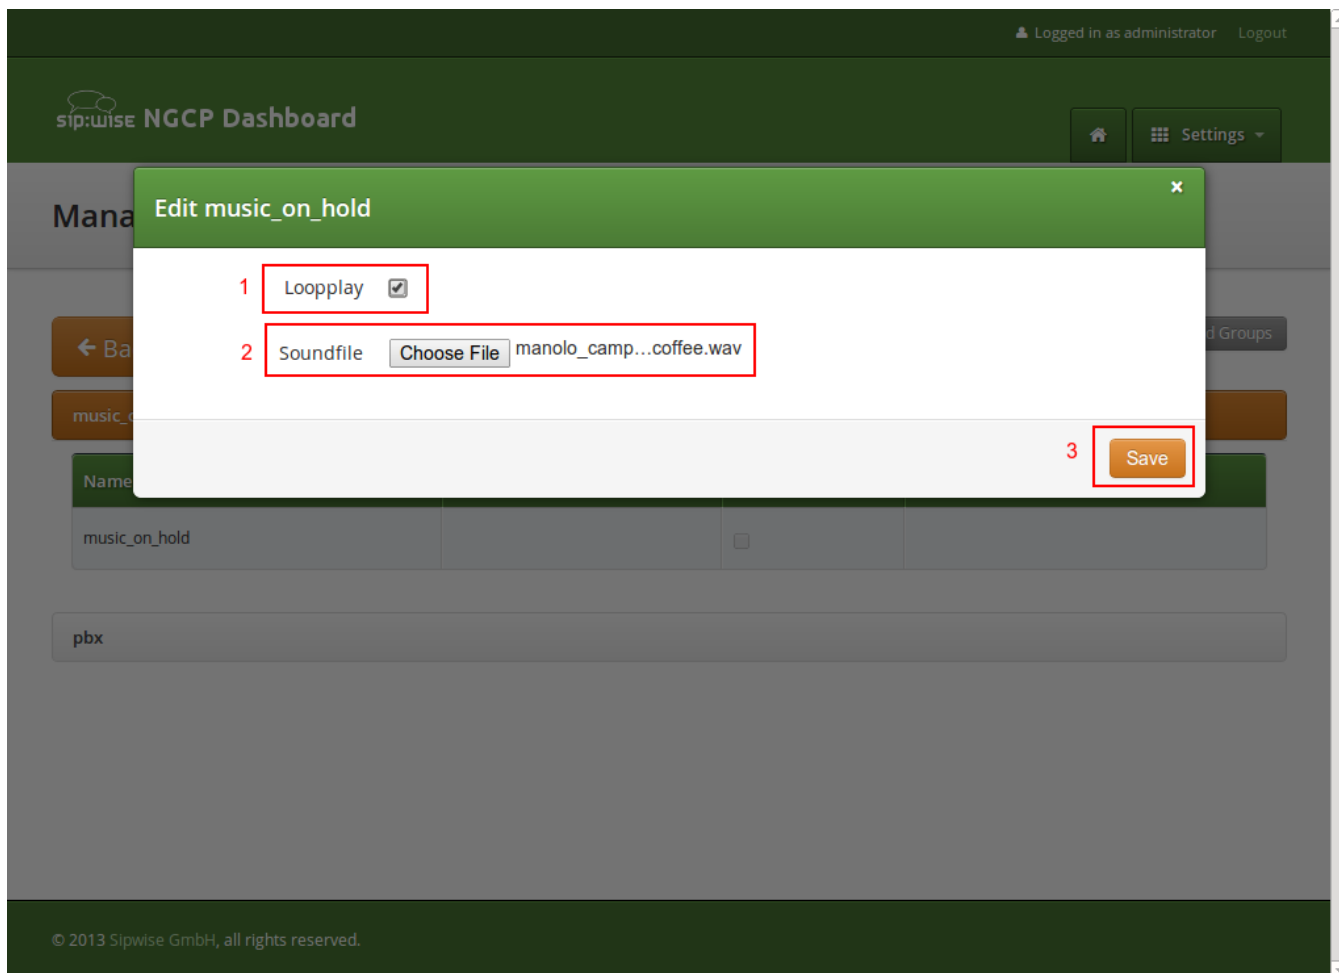 Logged in as administrator Logout
sip:wise NGCP Dashboard
Settings
Mana
Edit music_on_hold
×
1 Loopplay
2 Soundfile Choose File manolo_camp...coffee.wav
Ba
d Groups
music_
3 Save
Name
music_on_hold
pbx
© 2013 Sipwise GmbH, all rights reserved.